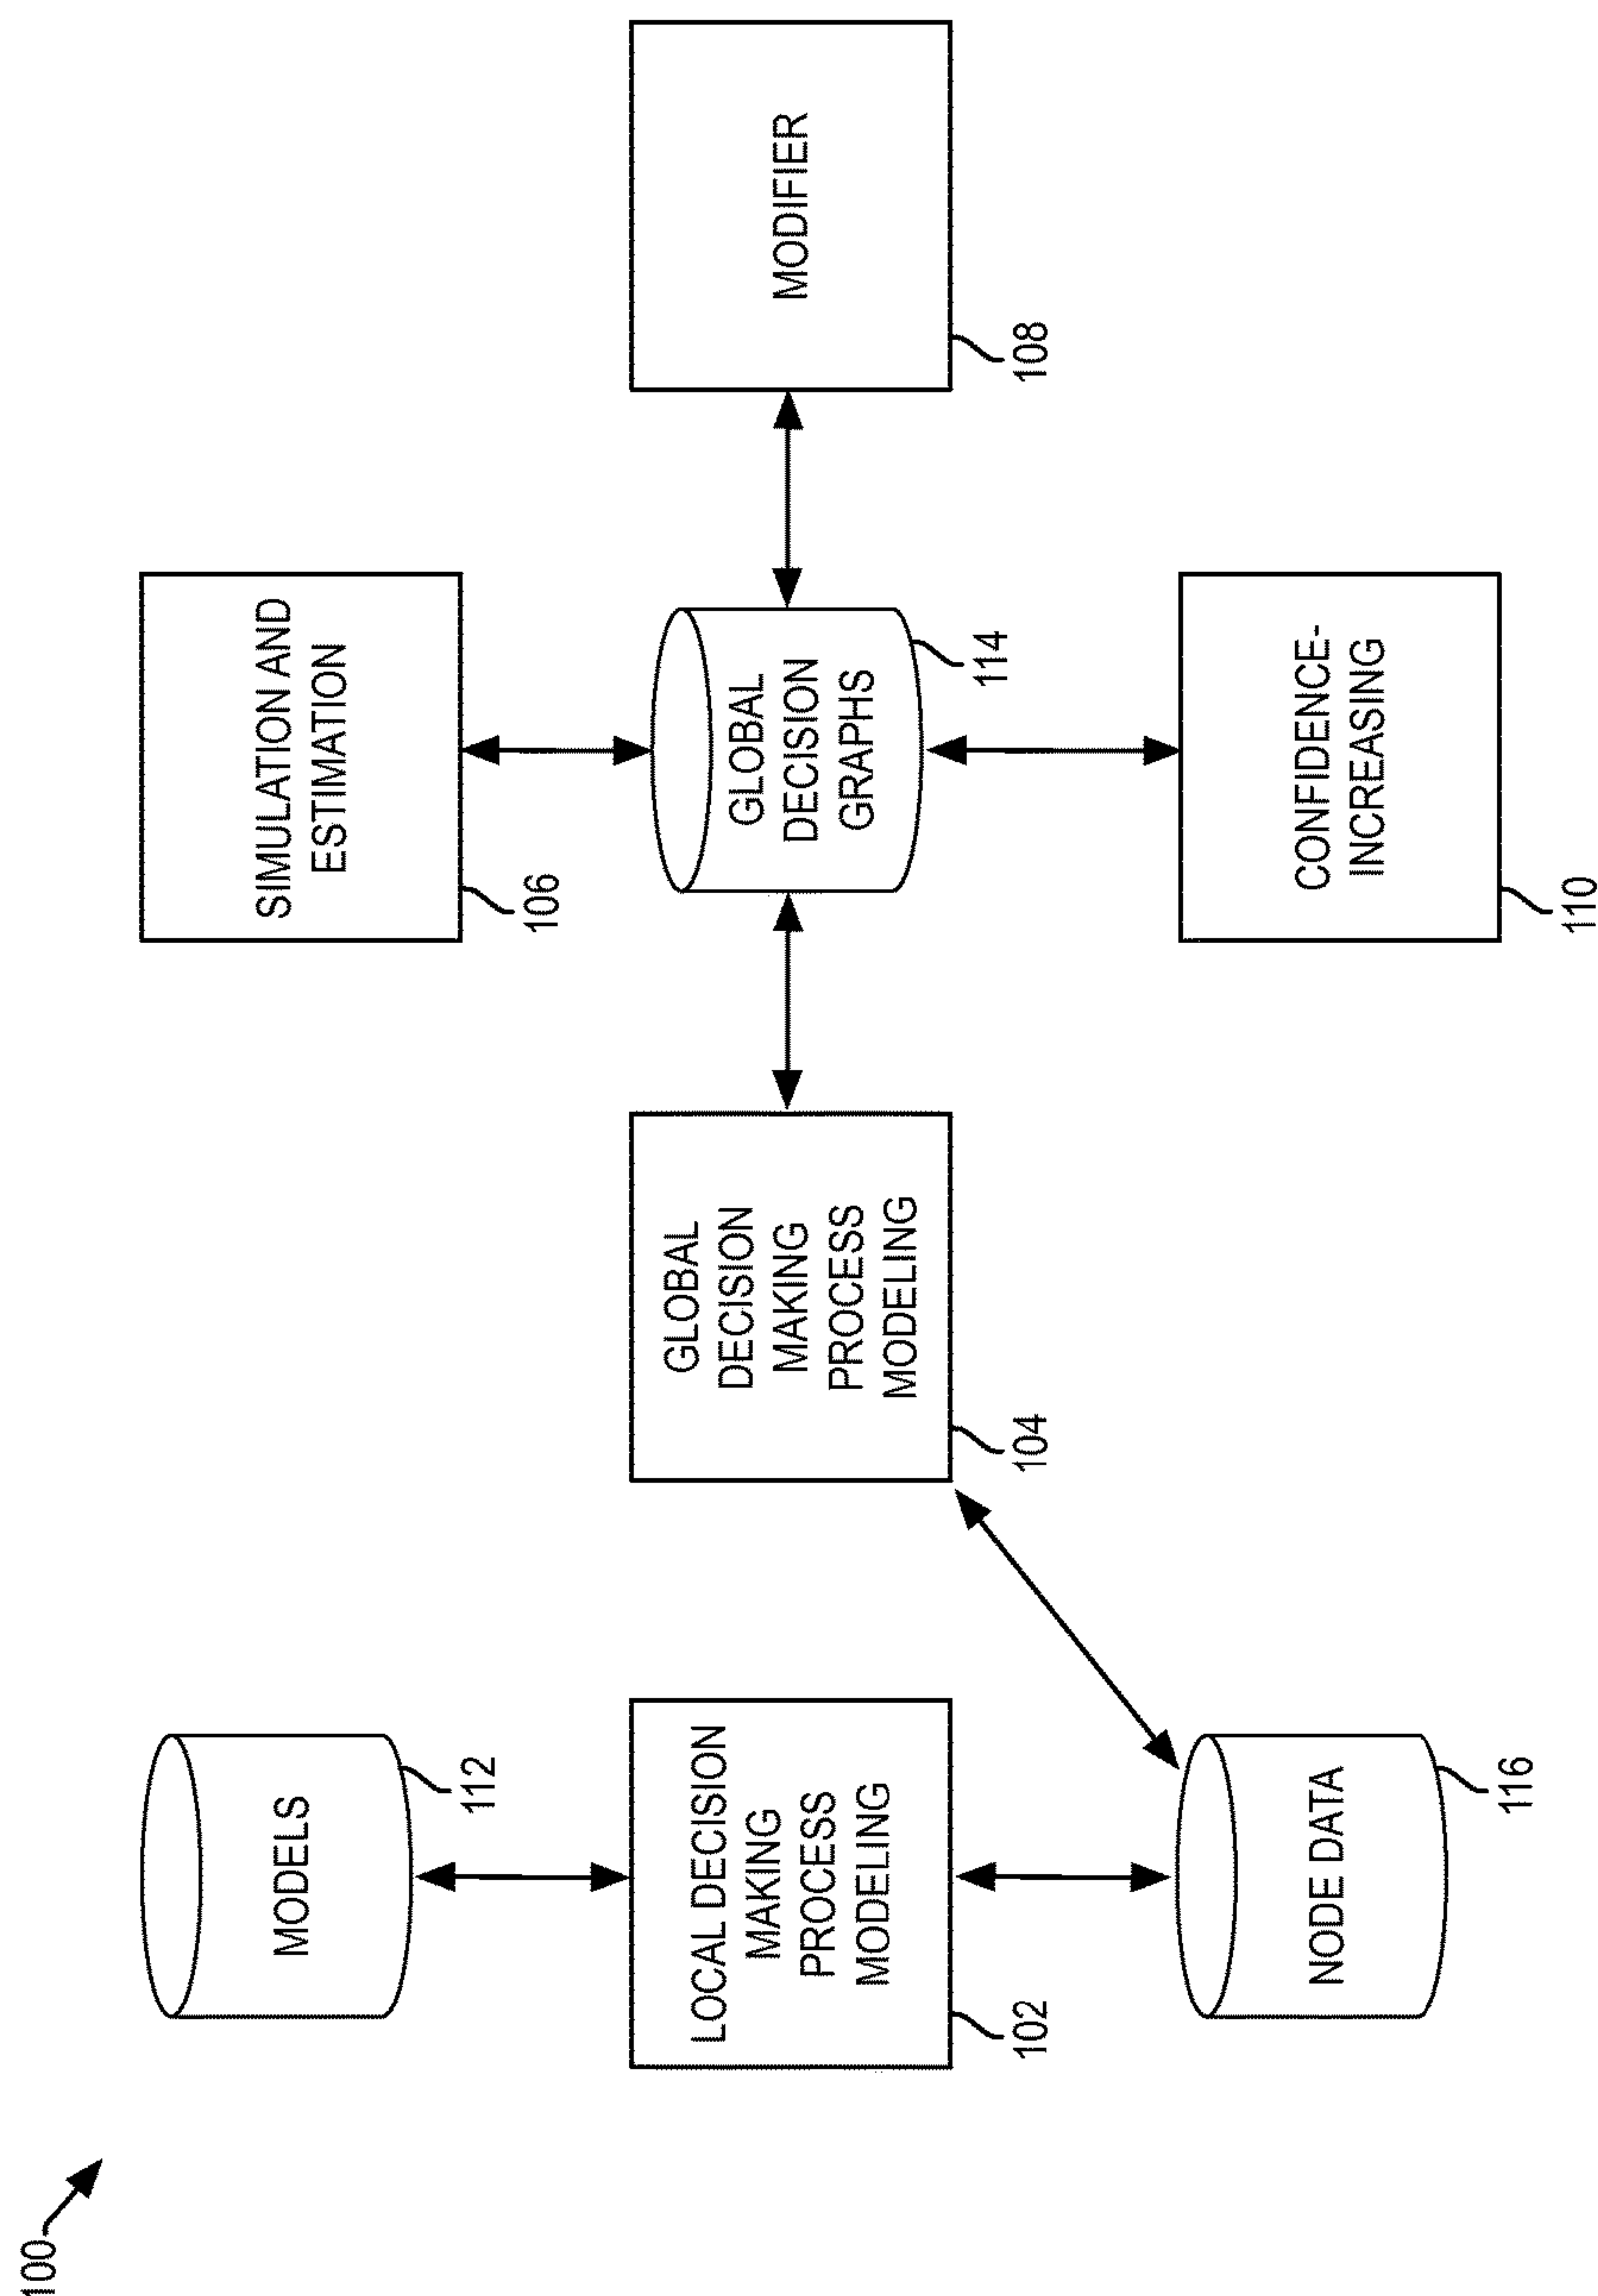 100
MODELS
112
LOCAL DECISION
MAKING
PROCESS
MODELING
102
NODE DATA
116
GLOBAL
DECISION
MAKING
PROCESS
MODELING
104
SIMULATION AND
ESTIMATION
106
GLOBAL
DECISION
GRAPHS
114
CONFIDENCE-
INCREASING
110
MODIFIER
108